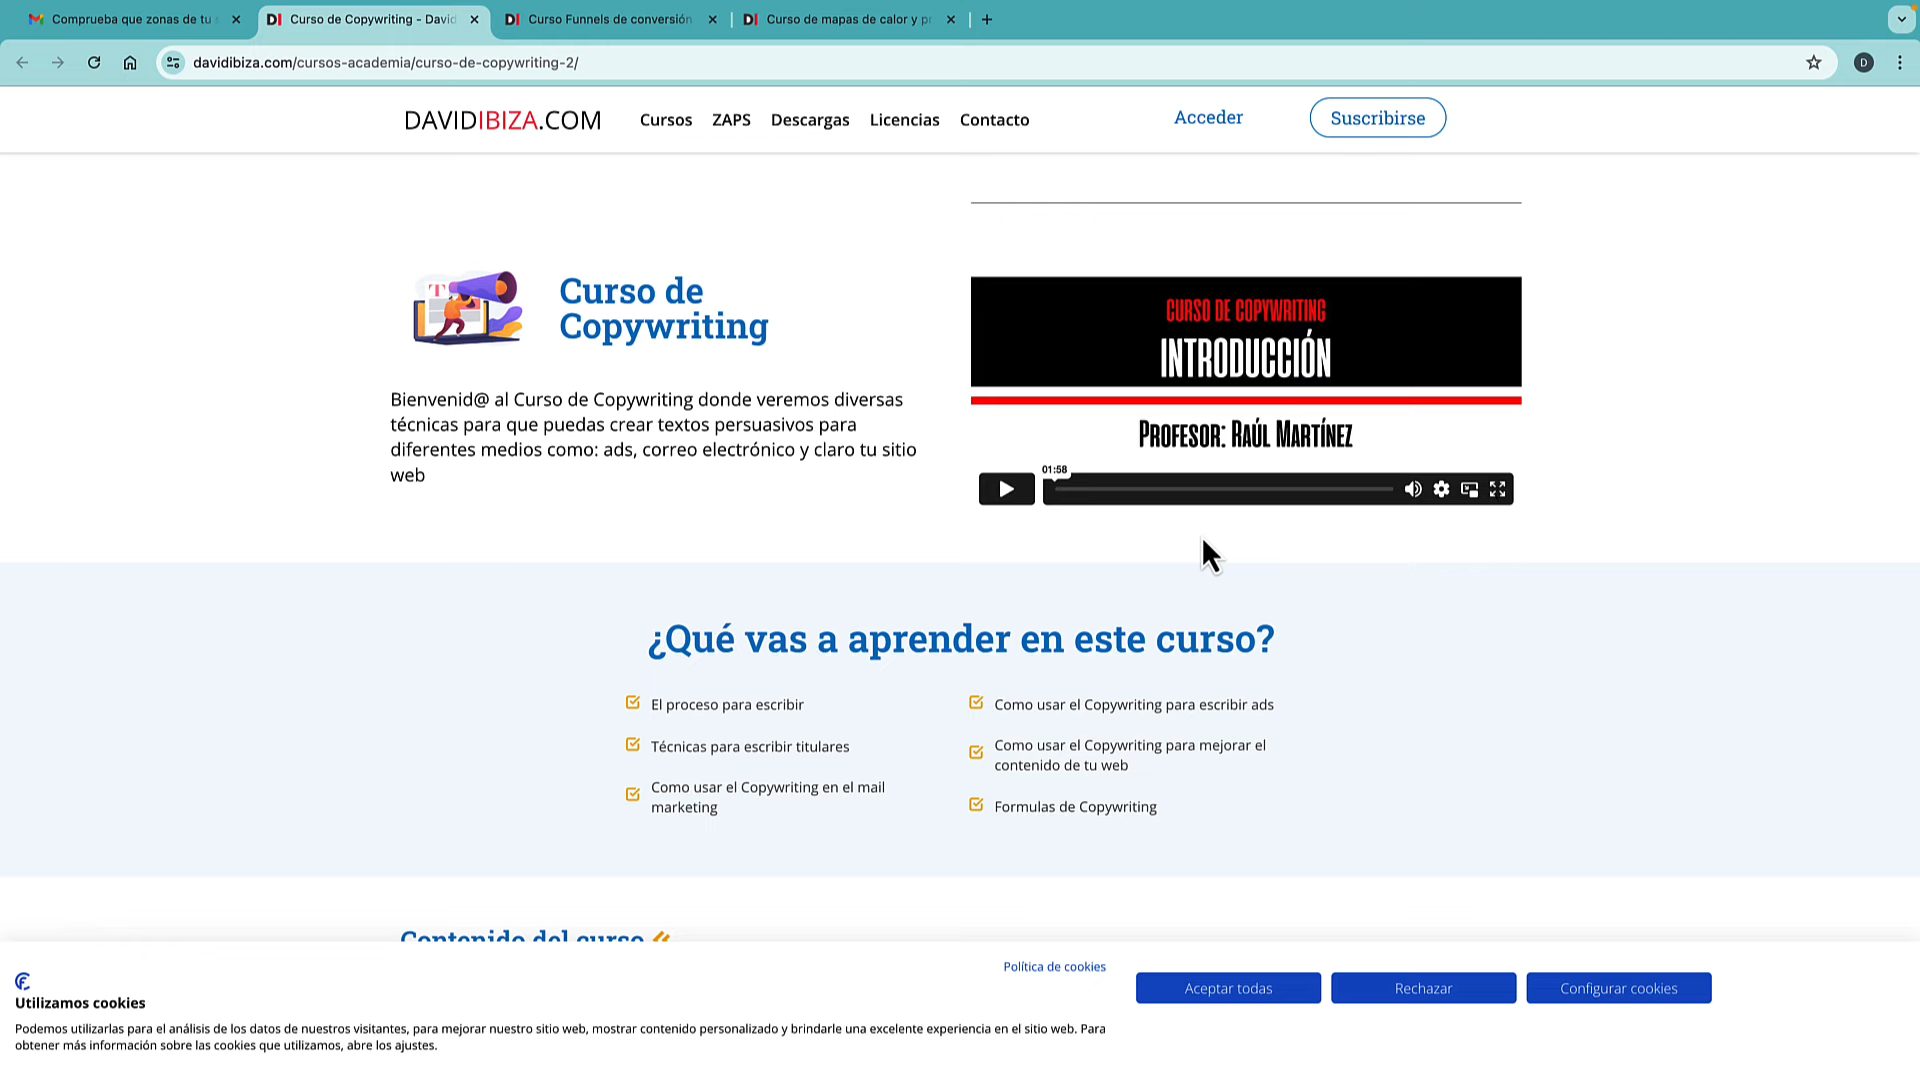 Comprueba que zonas de tu
Curso de Copywriting - David
Curso Funnels de conversión
Curso de mapas de calor y
davidibiza.com/cursos-academia/curso-de-copywriting-2/
D
DAVIDIBIZA.COM
Cursos
ZAPS
Descargas
Licencias
Contacto
Acceder
Suscribirse
Curso de
Copywriting
Bienvenid@ al Curso de Copywriting donde veremos diversas
técnicas para que puedas crear textos persuasivos para
diferentes medios como: ads, correo electrónico y claro tu sitio
web
CURSO DE COPYWRITING
INTRODUCCIÓN
PROFESOR: RAÚL MARTÍNEZ
01:58
¿Qué vas a aprender en este curso?
El proceso para escribir
Técnicas para escribir titulares
Como usar el Copywriting en el mail
marketing
Como usar el Copywriting para escribir ads
Como usar el Copywriting para mejorar el
contenido de tu web
Formulas de Copywriting
Contenido del curso
Política de cookies
Utilizamos cookies
Podemos utilizarlas para el análisis de los datos de nuestros visitantes, para mejorar nuestro sitio web, mostrar contenido personalizado y brindarle una excelente experiencia en el sitio web. Para
obtener más información sobre las cookies que utilizamos, abre los ajustes.
Aceptar todas
Rechazar
Configurar cookies